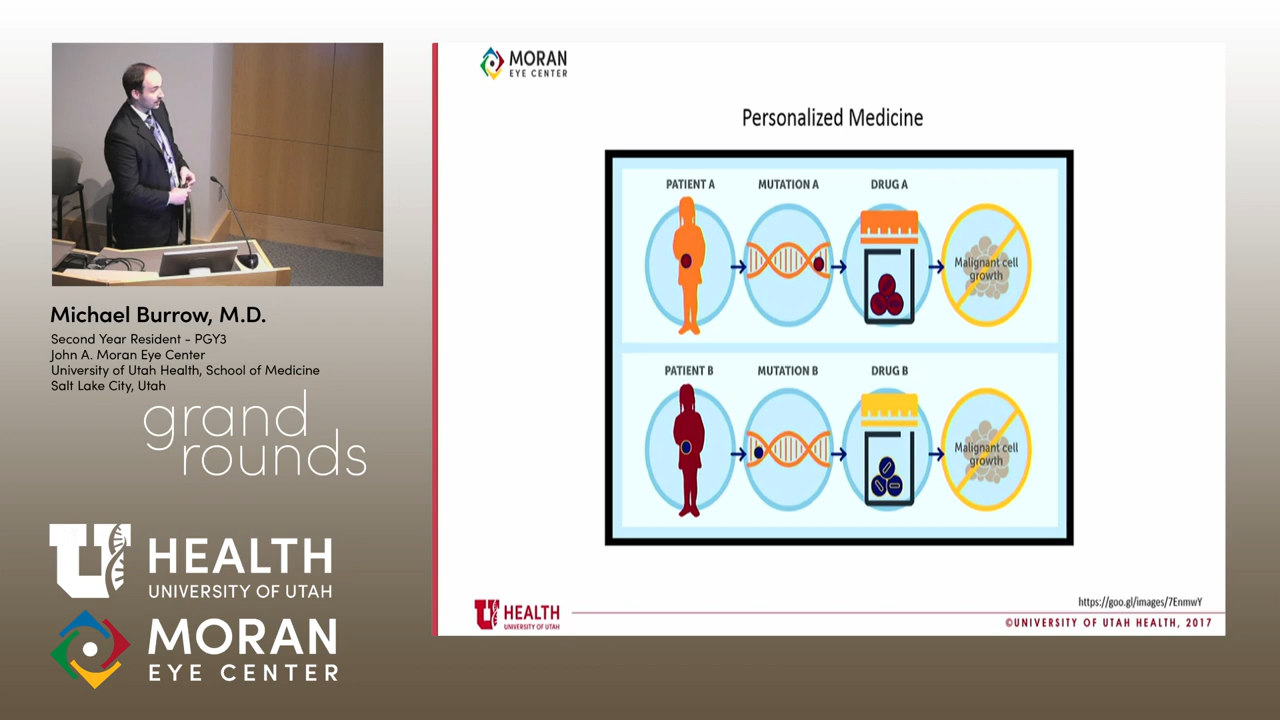 Michael Burrow, M.D.
Second Year Resident - PGY3
John A. Moran Eye Center
University of Utah Health, School of Medicine
Salt Lake City, Utah
grand
rounds
U HEALTH
UNIVERSITY OF UTAH
MORAN
EYE CENTER
MORAN
EYE CENTER
Personalized Medicine
PATIENT A MUTATION A DRUG A
Malignant cell
growth
PATIENT B MUTATION B DRUG B
Malignant cell
growth
https://goo.gl/images/7EnmwY
U HEALTH
UNIVERSITY OF UTAH
©UNIVERSITY OF UTAH HEALTH, 2017